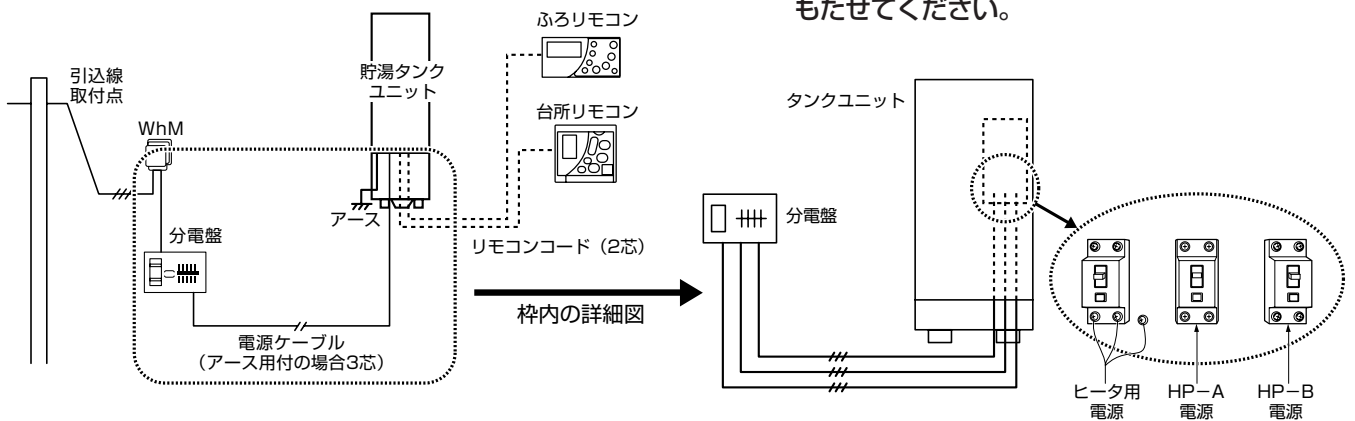 もたせてください。
ふろリモコン
引込線
取付点
貯湯タンク
ユニット
タンクユニット
台所リモコン
WhM
アース
分電盤
分電盤
リモコンコード（2芯）
枠内の詳細図
電源ケーブル
（アース用付の場合3芯）
ヒータ用
電源
HP－A
電源
HP－B
電源